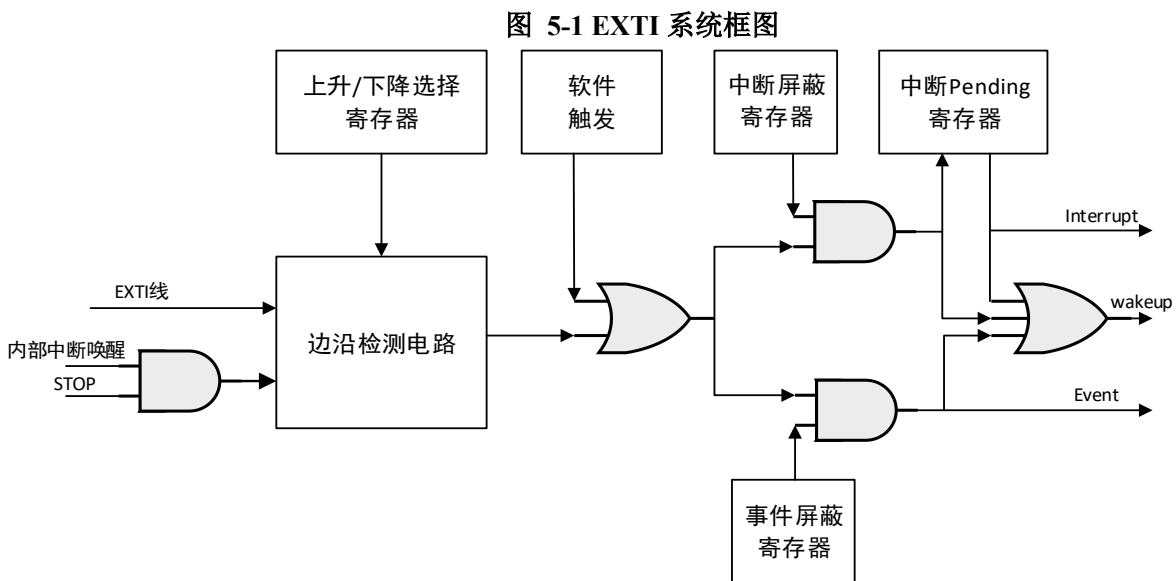 图 5-1 EXTI 系统框图
上升/下降选择
寄存器
软件
触发
中断屏蔽
寄存器
中断Pending
寄存器
Interrupt
EXTI线
wakeup
边沿检测电路
内部中断唤醒
STOP
Event
事件屏蔽
寄存器